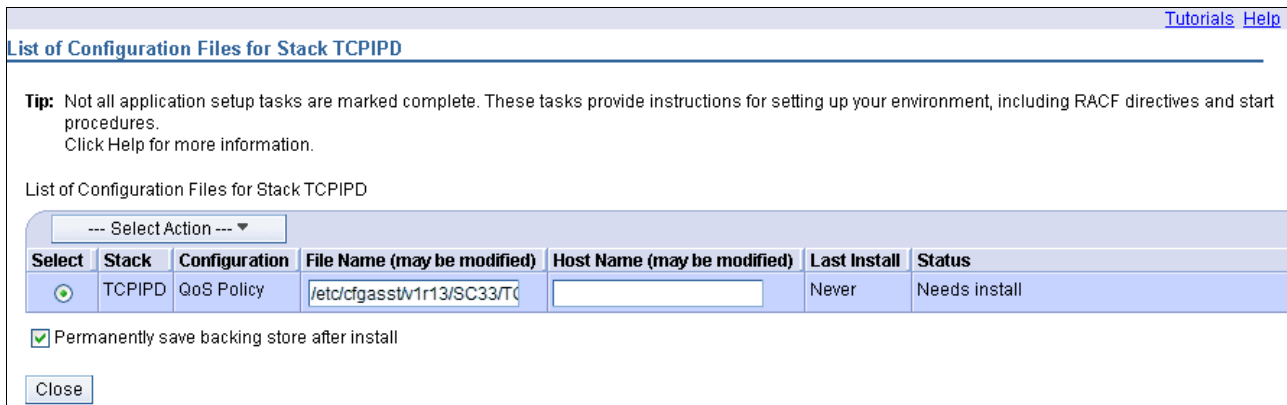 Tutorials Help
List of Configuration Files for Stack TCPIPD
Tip: Not all application setup tasks are marked complete. These tasks provide instructions for setting up your environment, including RACF directives and start
procedures.
Click Help for more information.
List of Configuration Files for Stack TCPIPD
--- Select Action ---
Select Stack Configuration File Name (may be modified) Host Name (may be modified) Last Install Status
TCPIPD QoS Policy /etc/cfgasst/v1r13/SC33/TC Never Needs install
Permanently save backing store after install
Close